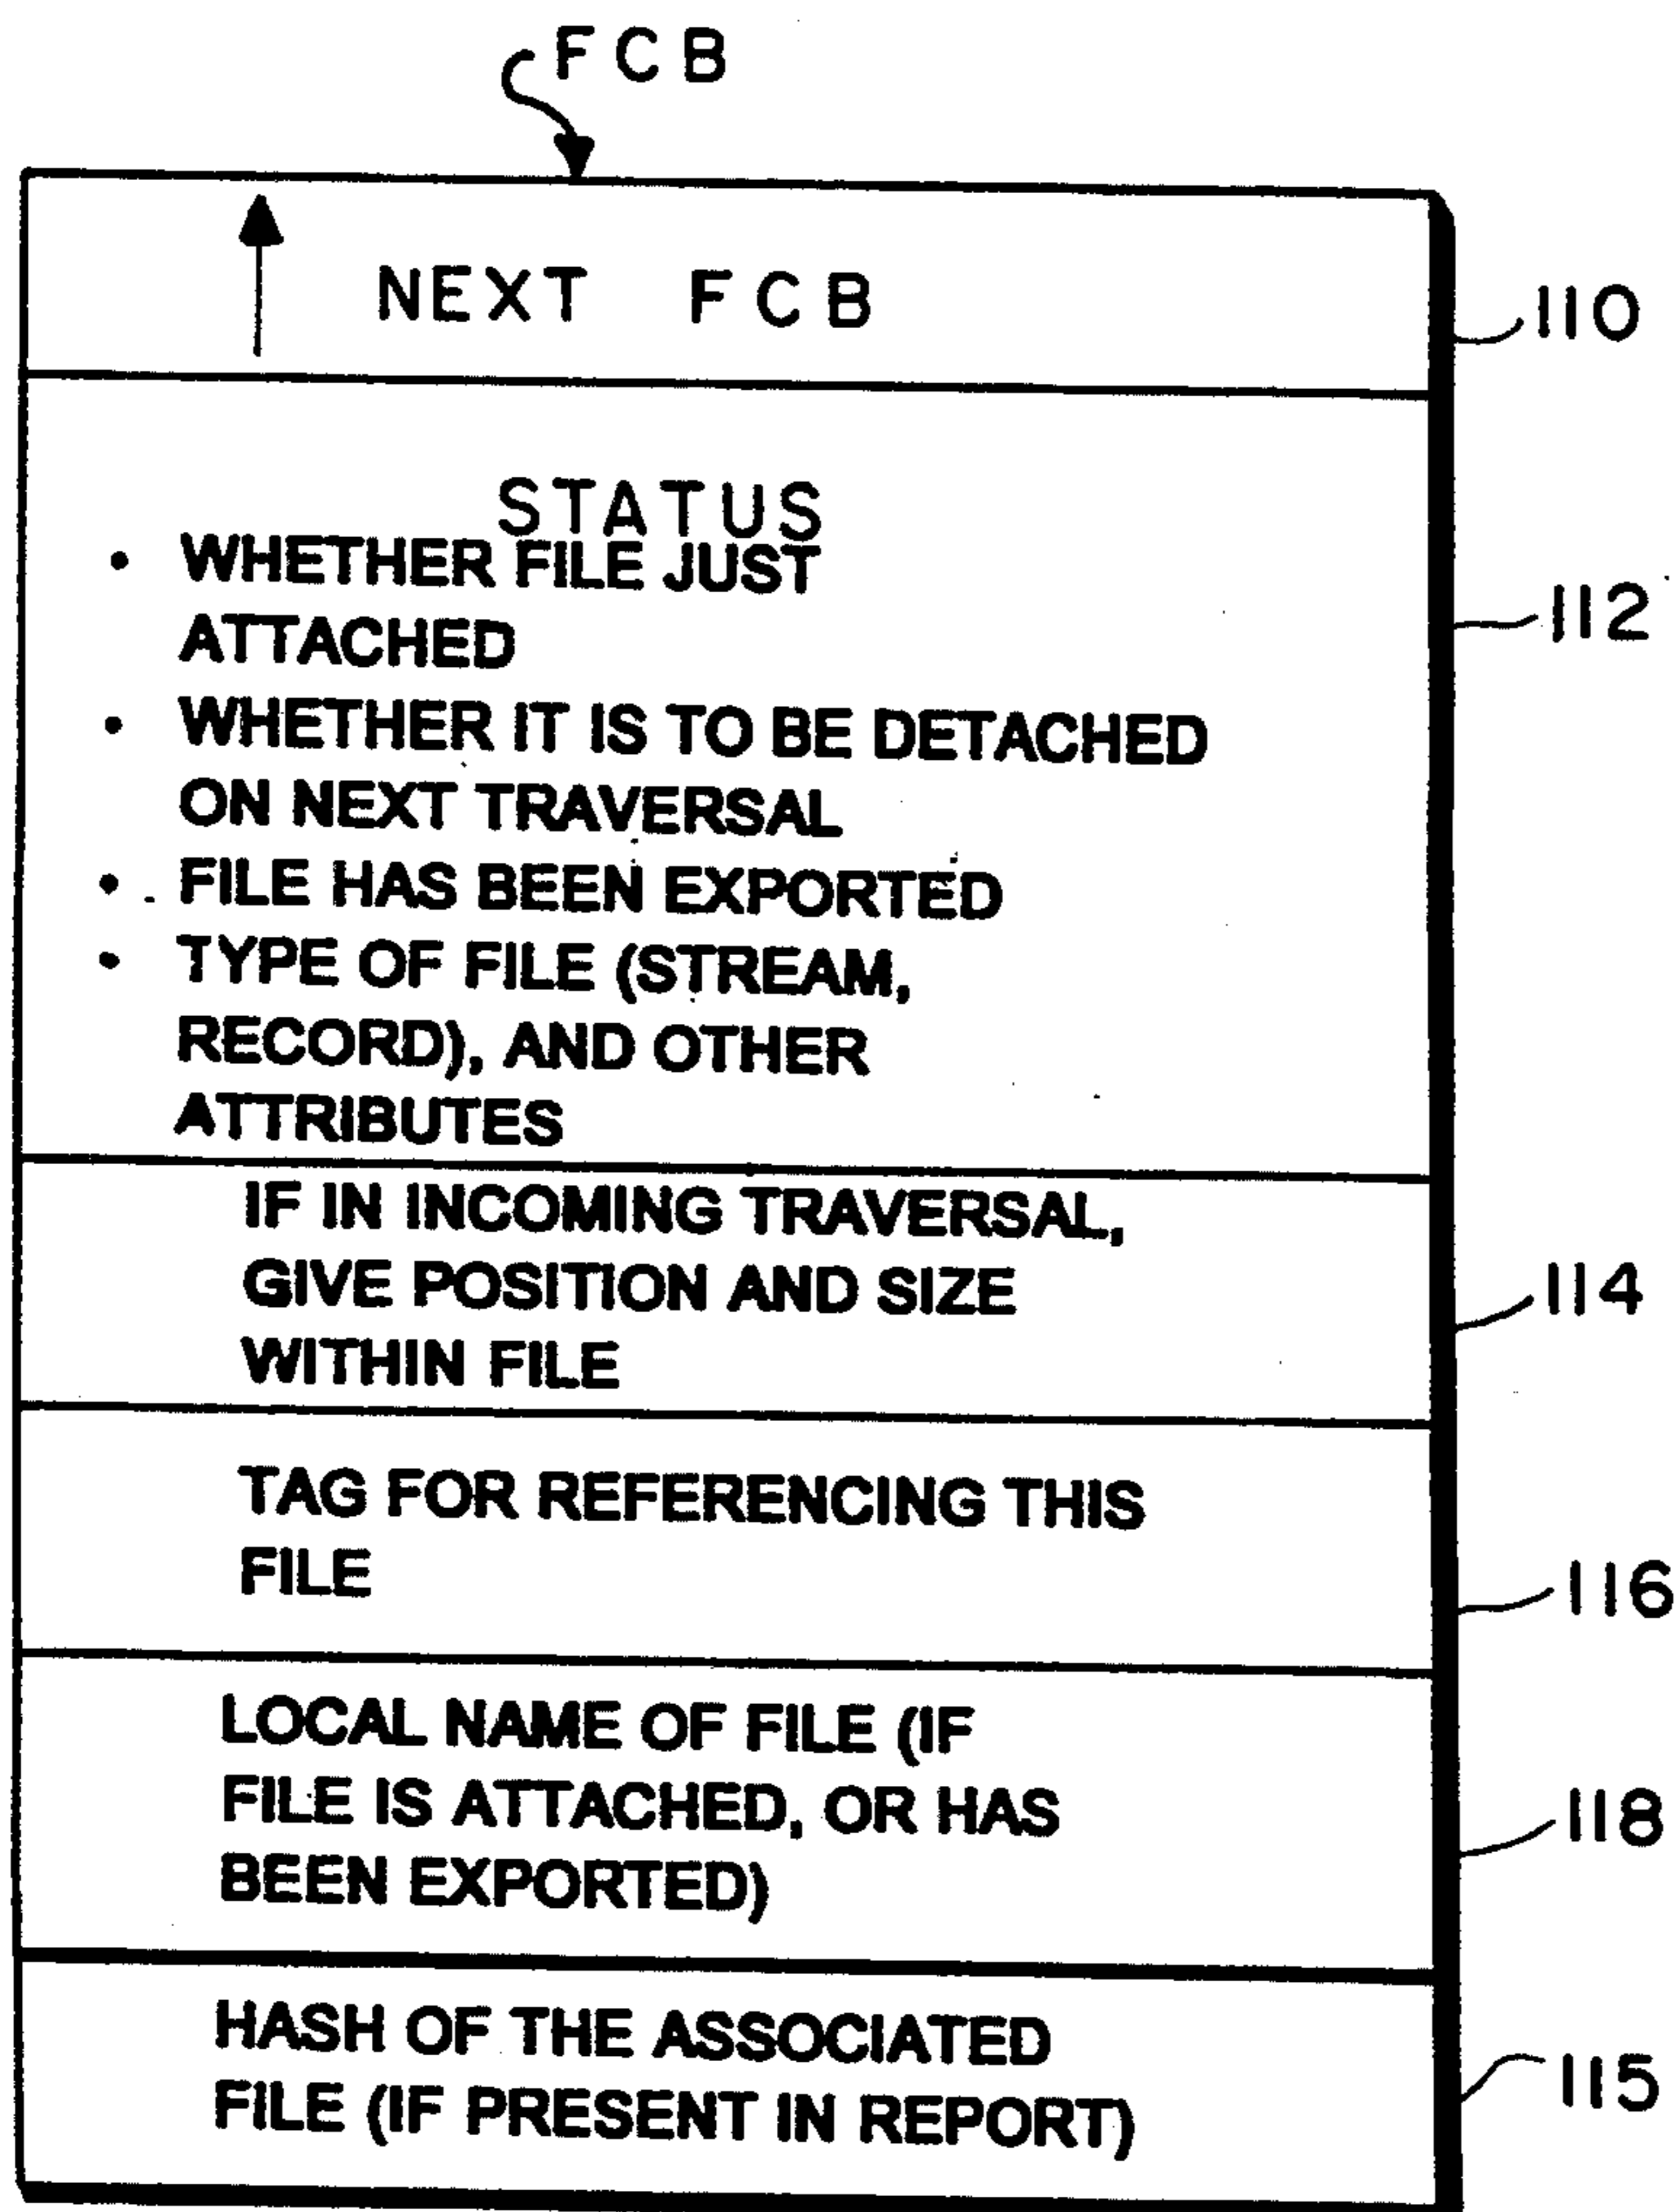 FCB
NEXT FCB
110
STATUS
• WHETHER FILE JUST
ATTACHED
112
• WHETHER IT IS TO BE DETACHED
ON NEXT TRAVERSAL
• FILE HAS BEEN EXPORTED
• TYPE OF FILE (STREAM,
RECORD), AND OTHER
ATTRIBUTES
IF IN INCOMING TRAVERSAL,
GIVE POSITION AND SIZE
WITHIN FILE
114
TAG FOR REFERENCING THIS
FILE
116
LOCAL NAME OF FILE (IF
FILE IS ATTACHED, OR HAS
BEEN EXPORTED)
118
HASH OF THE ASSOCIATED
FILE (IF PRESENT IN REPORT)
115